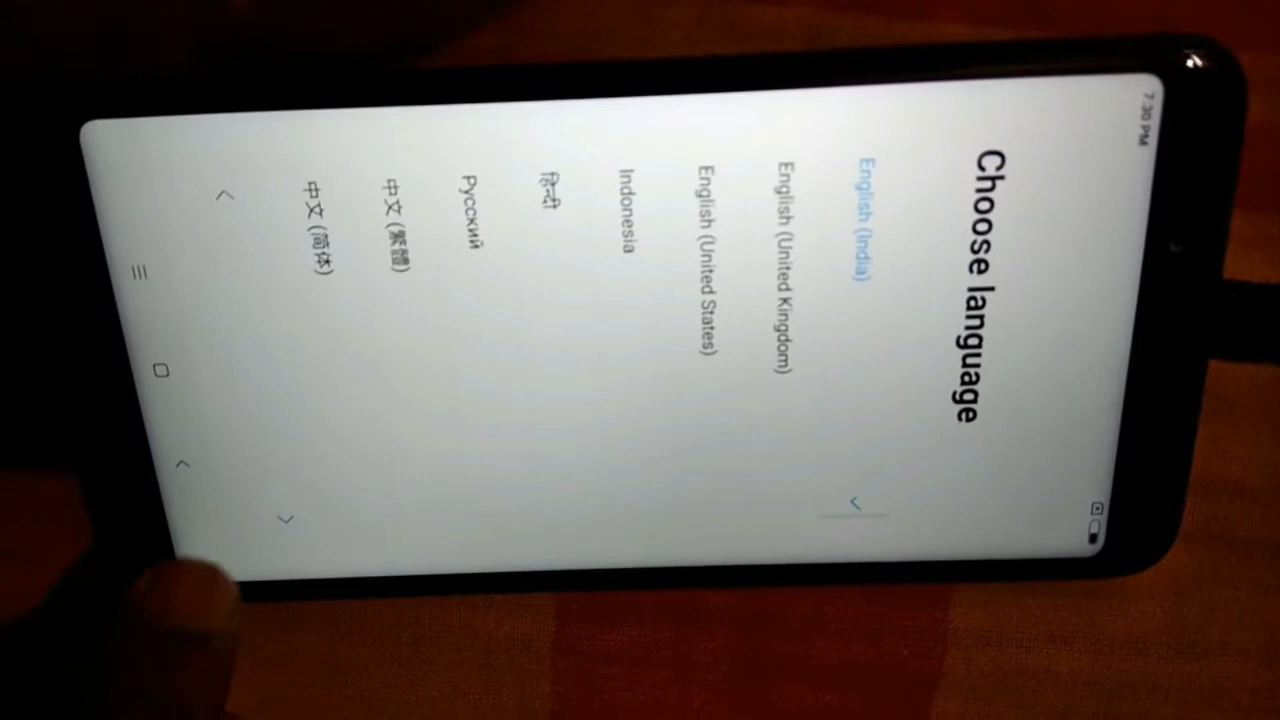 7:30 PM
Choose language
English (India)
English (United Kingdom)
English (United States)
Indonesia
हिन्दी
Русский
中文 (繁體)
中文 (简体)